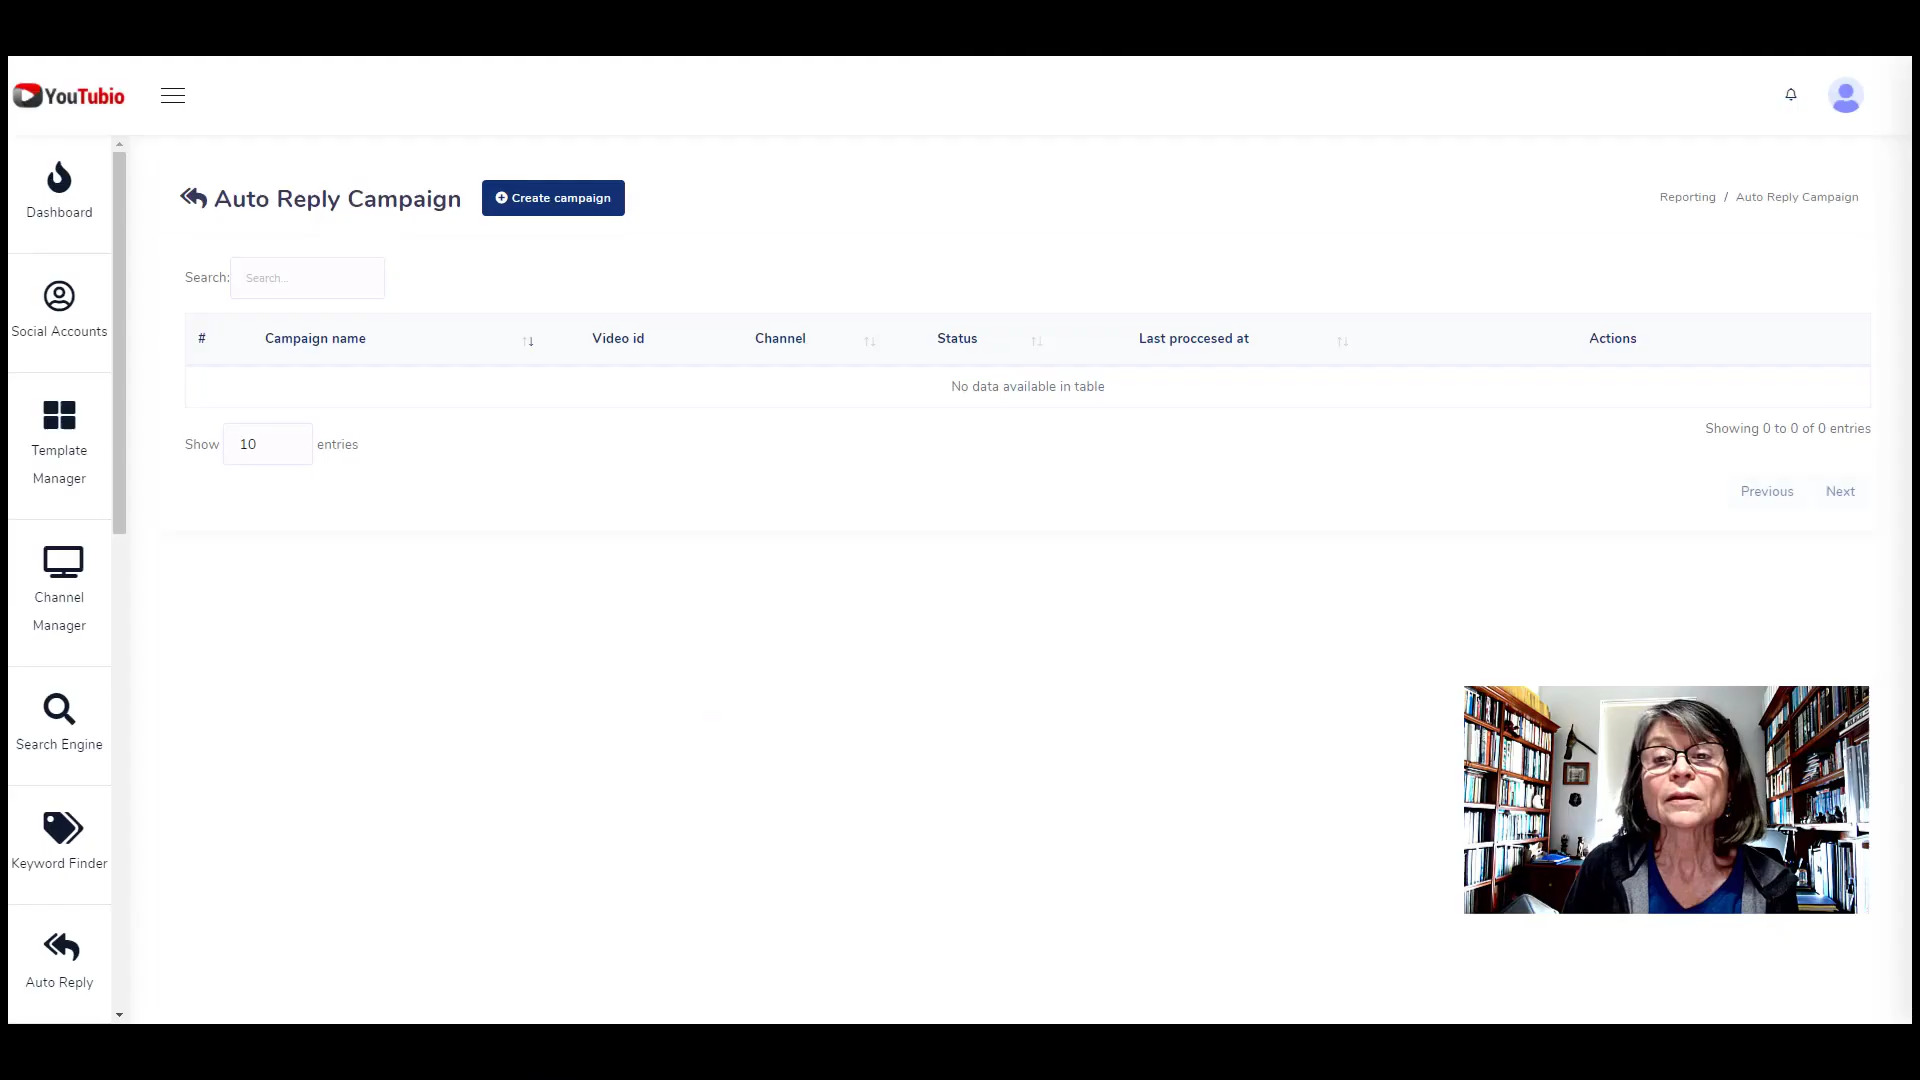 YouTubio
Dashboard
Social Accounts
Template
Manager
Channel
Manager
Search Engine
Keyword Finder
Auto Reply
Auto Reply Campaign
Create campaign
Reporting / Auto Reply Campaign
Search: Search...
# Campaign name Video id Channel Status Last proccesed at Actions
No data available in table
Show 10 entries
Showing 0 to 0 of 0 entries
Previous Next